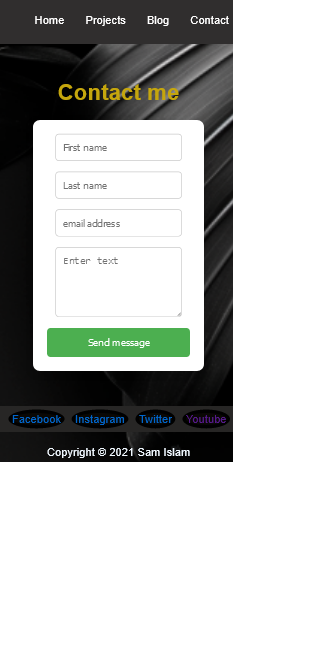 Home Projects Blog Contact
Contact me
First name
Last name
email address
Enter text
Send message
Facebook Instagram Twitter Youtube
Copyright © 2021 Sam Islam